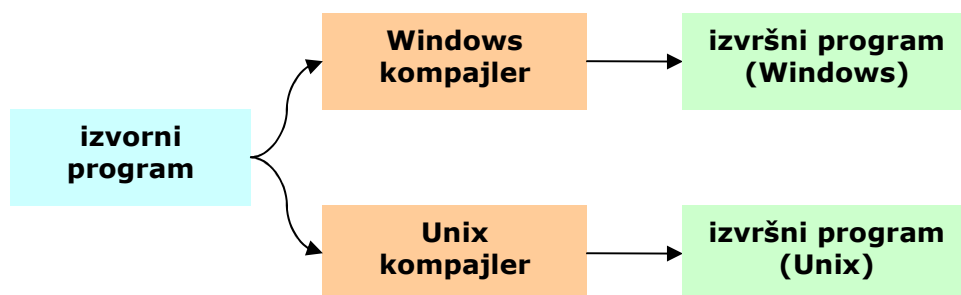 izvorni
program
Windows
kompajler
izvršni program
(Windows)
Unix
kompajler
izvršni program
(Unix)